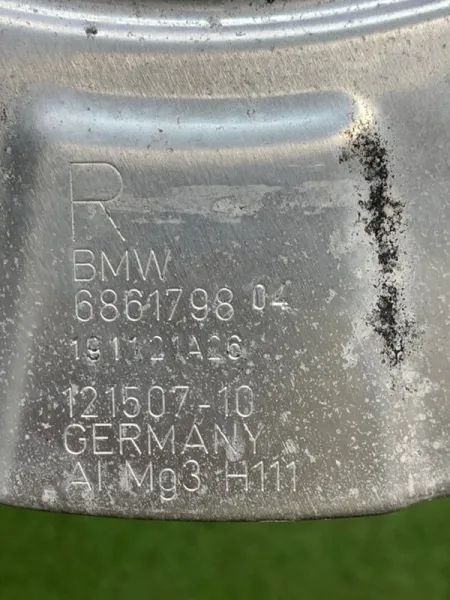 R
BMW
6861798 04
191121A26
121507-10
GERMANY
Al Mg3 H111